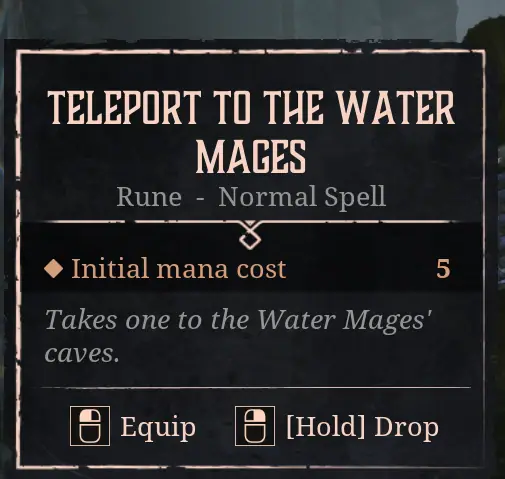 TELEPORT TO THE WATER
MAGES
Rune - Normal Spell
Initial mana cost 5
Takes one to the Water Mages'
caves.
Equip [Hold] Drop